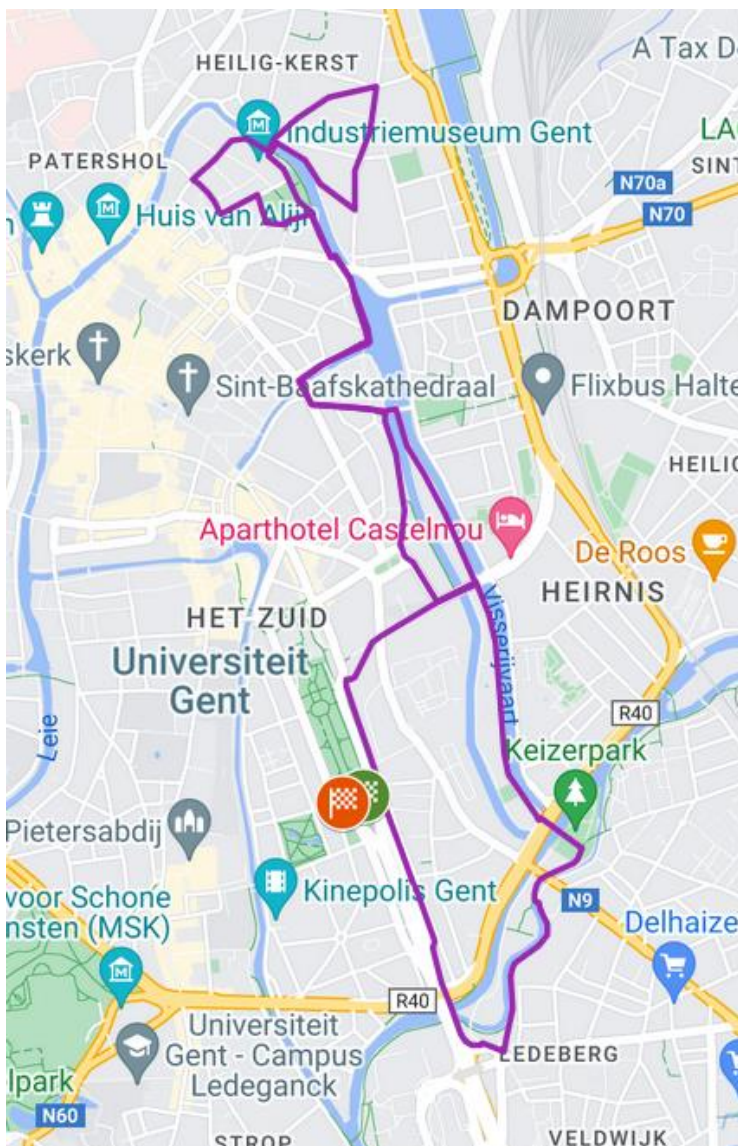 HEILIG-KERST
A Tax D
Industriemuseum Gent
LA
PATERSHOL
SINT
N70a
Huis van Alijn
N70
DAMPOORT
skerk
Sint-Baafskathedraal
Flixbus Halte
HEILIG
Aparthotel Castelnou
De Roos
HEIRNIS
HET ZUID
Visserijvaart
Universiteit
Gent
R40
Leie
Keizerpark
Pietersabdij
Kinepolis Gent
voor Schone
nsten (MSK)
N9
Delhaize
R40
Universiteit
Gent - Campus
Ledeganck
LEDEBERG
lpark
N60
STROP
VELDWIJK